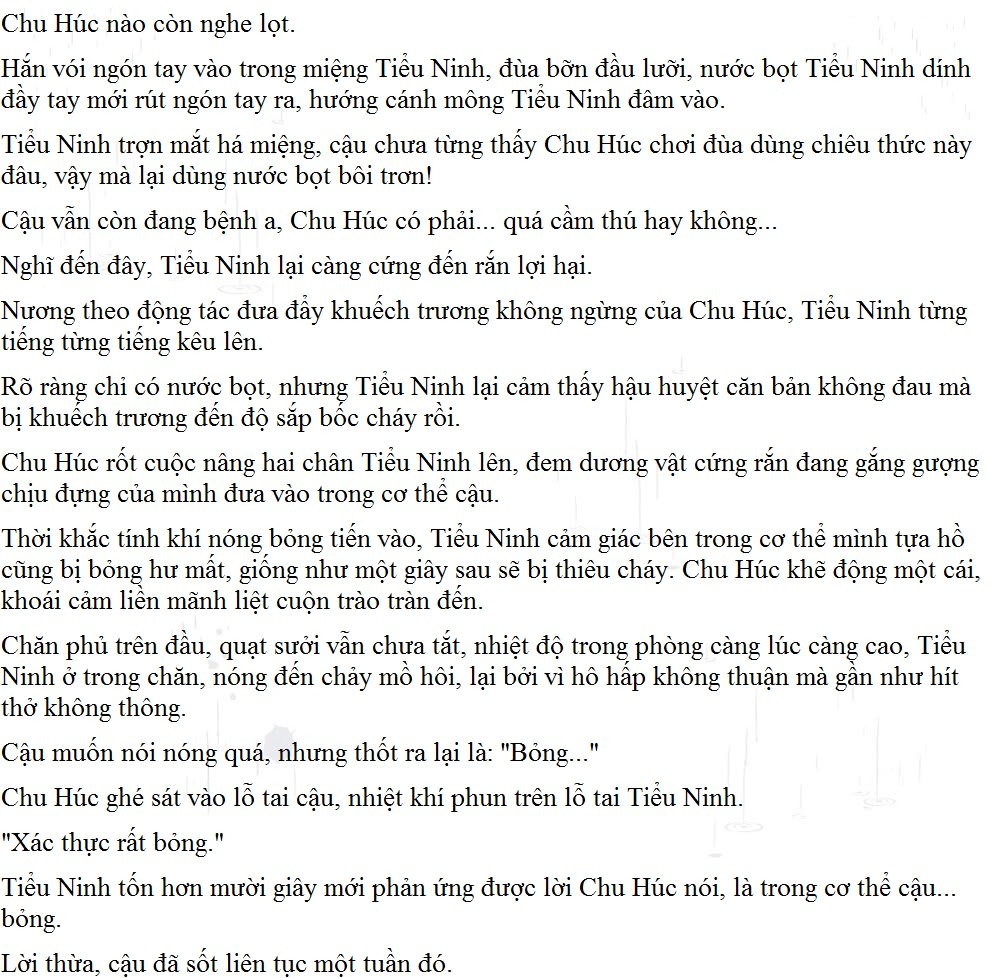 Chu Húc nào còn nghe lọt.
Hắn vói ngón tay vào trong miệng Tiểu Ninh, đùa bỡn đầu lưỡi, nước bọt Tiểu Ninh dính
đầy tay mới rút ngón tay ra, hướng cánh mông Tiểu Ninh đâm vào.
Tiểu Ninh trợn mắt há miệng, cậu chưa từng thấy Chu Húc chơi đùa dùng chiêu thức này
đâu, vậy mà lại dùng nước bọt bôi trơn!
Cậu vẫn còn đang bệnh a, Chu Húc có phải... quá cầm thú hay không...
Nghĩ đến đây, Tiểu Ninh lại càng cứng đến rắn lợi hại.
Nương theo động tác đưa đẩy khuếch trương không ngừng của Chu Húc, Tiểu Ninh từng
tiếng từng tiếng kêu lên.
Rõ ràng chỉ có nước bọt, nhưng Tiểu Ninh lại cảm thấy hậu huyệt căn bản không đau mà
bị khuếch trương đến độ sắp bốc cháy rồi.
Chu Húc rốt cuộc nâng hai chân Tiểu Ninh lên, đem dương vật cứng rắn đang gắng gượng
chịu đựng của mình đưa vào trong cơ thể cậu.
Thời khắc tính khí nóng bỏng tiến vào, Tiểu Ninh cảm giác bên trong cơ thể mình tựa hồ
cũng bị bỏng hư mất, giống như một giây sau sẽ bị thiêu cháy. Chu Húc khẽ động một cái,
khoái cảm liền mãnh liệt cuộn trào tràn đến.
Chăn phủ trên đầu, quạt sưởi vẫn chưa tắt, nhiệt độ trong phòng càng lúc càng cao, Tiểu
Ninh ở trong chăn, nóng đến chảy mồ hôi, lại bởi vì hô hấp không thuận mà gần như hít
thở không thông.
Cậu muốn nói nóng quá, nhưng thốt ra lại là: "Bỏng..."
Chu Húc ghé sát vào lỗ tai cậu, nhiệt khí phun trên lỗ tai Tiểu Ninh.
"Xác thực rất bỏng."
Tiểu Ninh tốn hơn mười giây mới phản ứng được lời Chu Húc nói, là trong cơ thể cậu...
bỏng.
Lời thừa, cậu đã sốt liên tục một tuần đó.